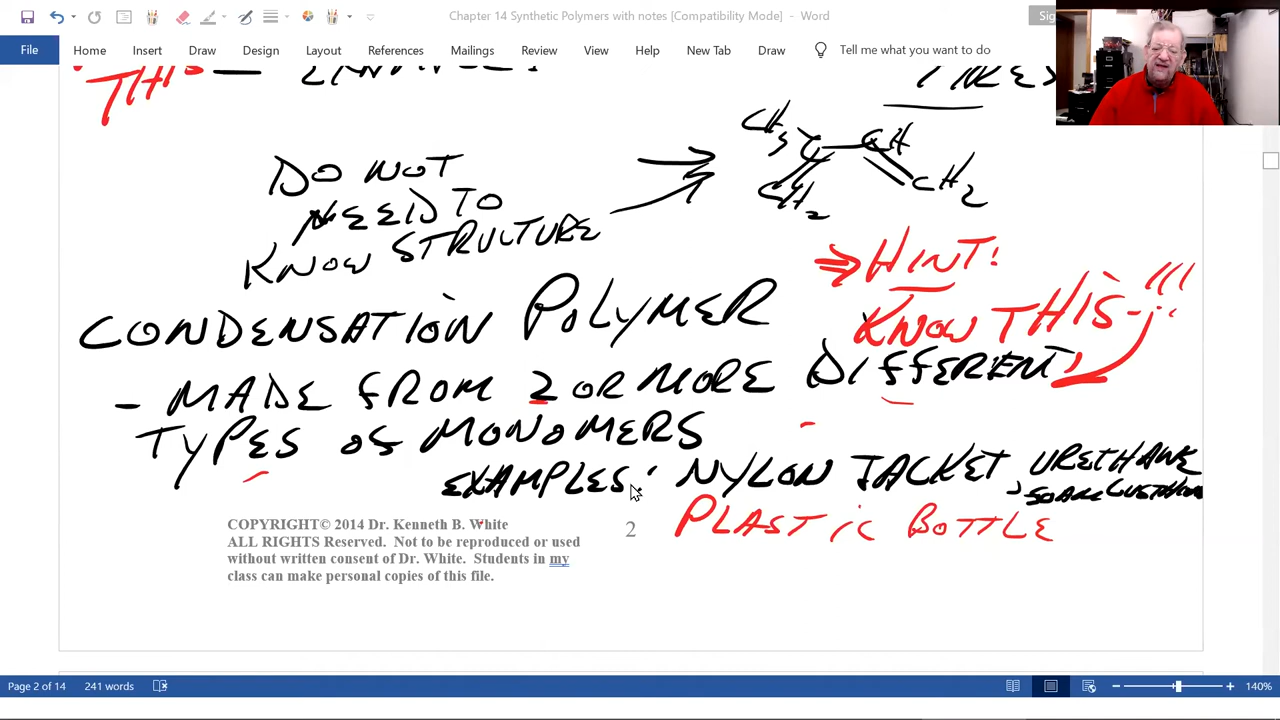 Chapter 14 Synthetic Polymers with notes [Compatibility Mode] - Word
File Home Insert Draw Design Layout References Mailings Review View Help New Tab Draw Tell me what you want to do
THIS
CH3 C CH
CH2 CH2
DO NOT
NEED TO
KNOW STRUCTURE
HINT!
KNOW THIS !!!
CONDENSATION POLYMER
- MADE FROM 2 OR MORE DIFFERENT
TYPES OF MONOMERS
EXAMPLES: NYLON JACKET, URETHANE
PLASTIC BOTTLE
COPYRIGHT© 2014 Dr. Kenneth B. White
ALL RIGHTS Reserved. Not to be reproduced or used
without written consent of Dr. White. Students in my
class can make personal copies of this file.
2
Page 2 of 14 241 words 140%